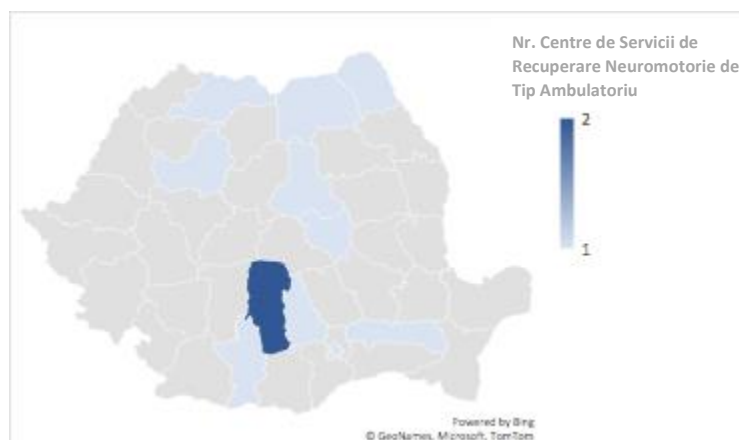 Nr. Centre de Servicii de
Recuperare Neuromotorie de
Tip Ambulatoriu
2
1
Powered by Bing
© GeoNames, Microsoft, TomTom